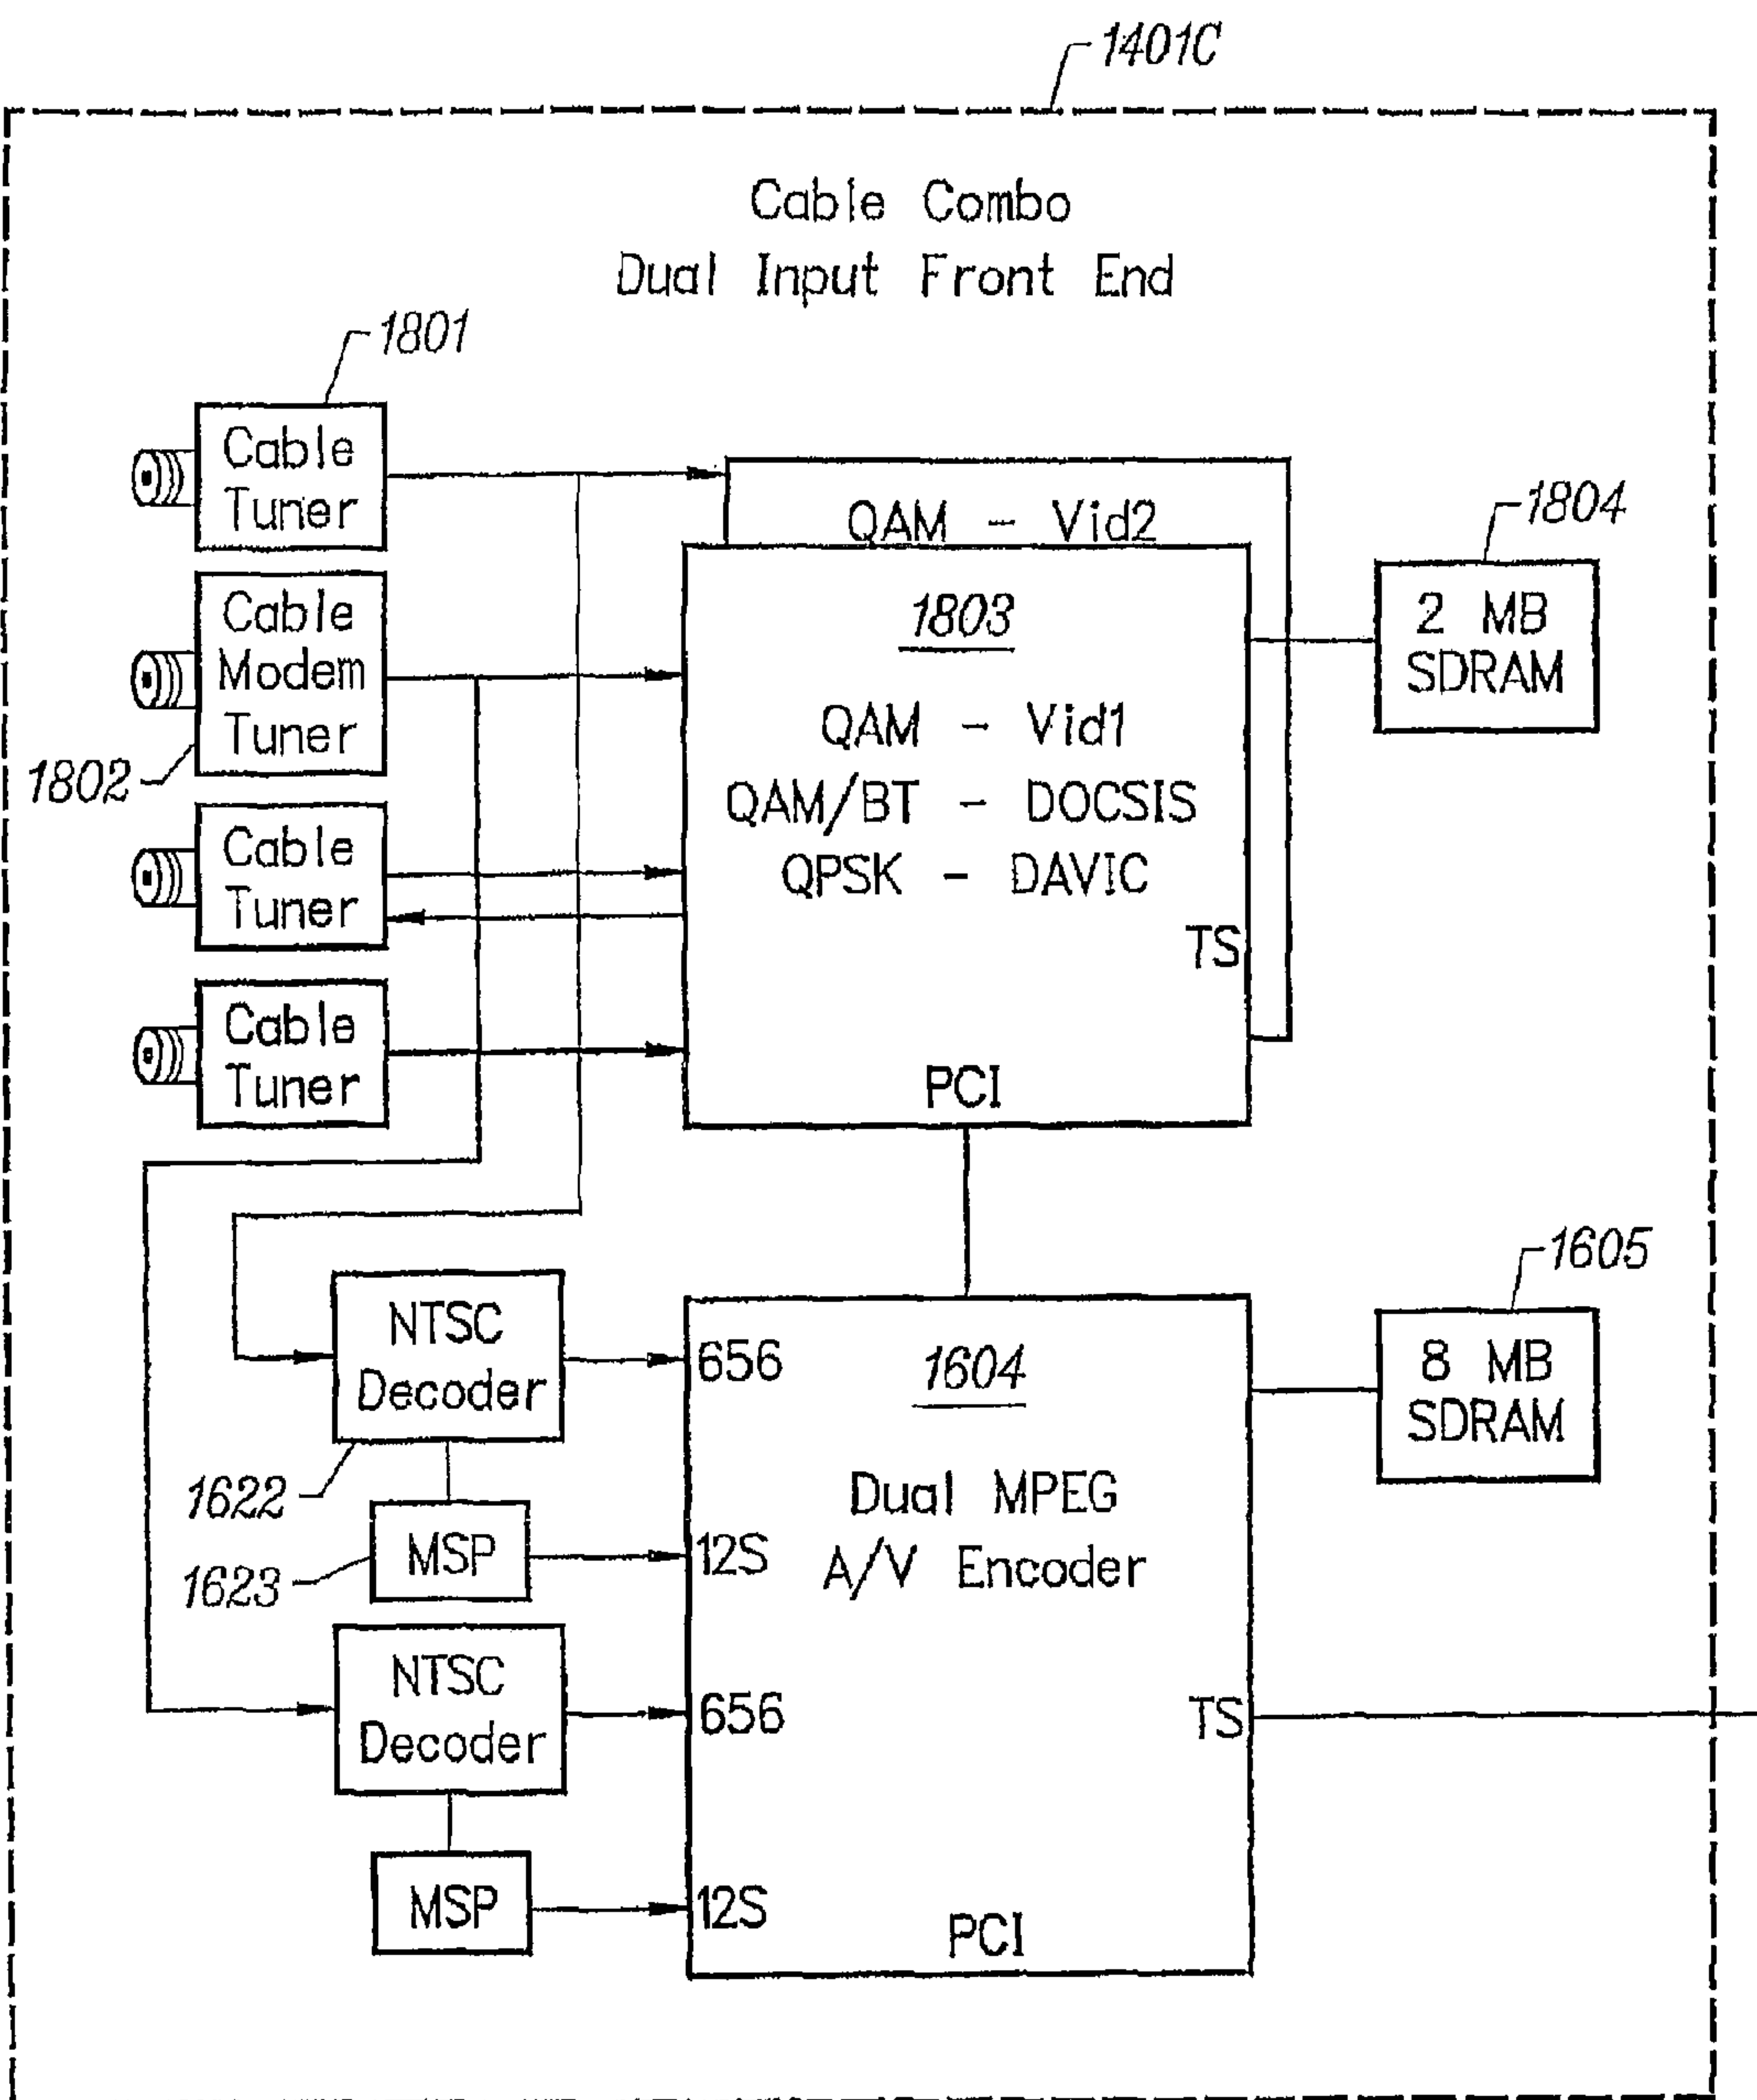 1401C
Cable Combo
Dual Input Front End
1801
Cable
Tuner
Cable
Modem
Tuner
1802
Cable
Tuner
Cable
Tuner
QAM - Vid2
1803
QAM - Vid1
QAM/BT - DOCSIS
QPSK - DAVIC
TS
PCI
1804
2 MB
SDRAM
NTSC
Decoder
1622
MSP
1623
NTSC
Decoder
MSP
656
1604
Dual MPEG
12S
A/V Encoder
656
TS
12S
PCI
1605
8 MB
SDRAM